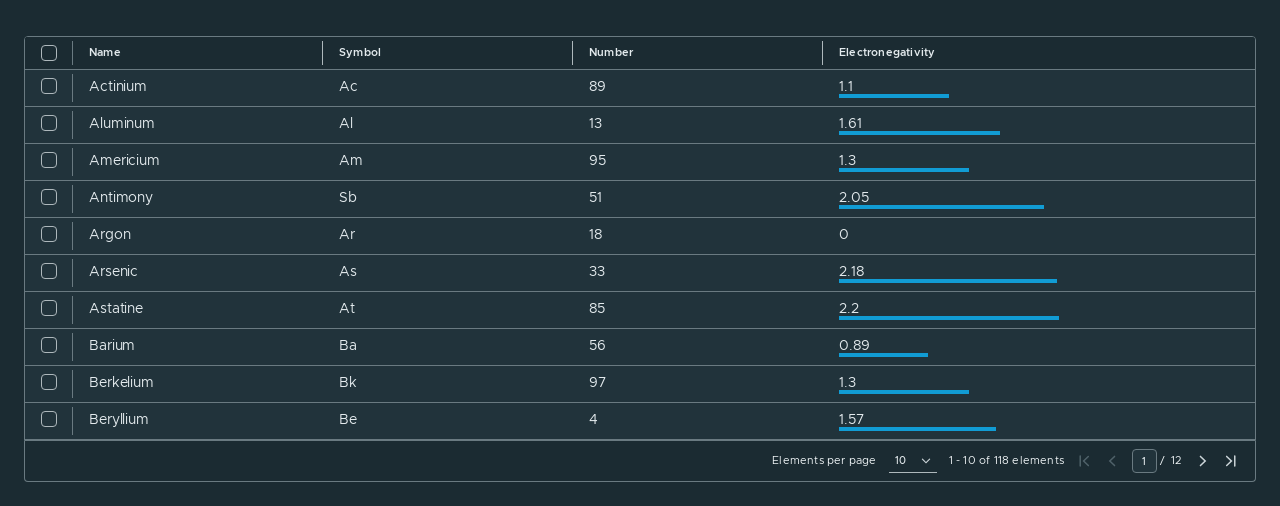 Name Symbol Number Electronegativity
Actinium Ac 89 1.1
Aluminum Al 13 1.61
Americium Am 95 1.3
Antimony Sb 51 2.05
Argon Ar 18 0
Arsenic As 33 2.18
Astatine At 85 2.2
Barium Ba 56 0.89
Berkelium Bk 97 1.3
Beryllium Be 4 1.57
Elements per page 10 1 - 10 of 118 elements 1 / 12